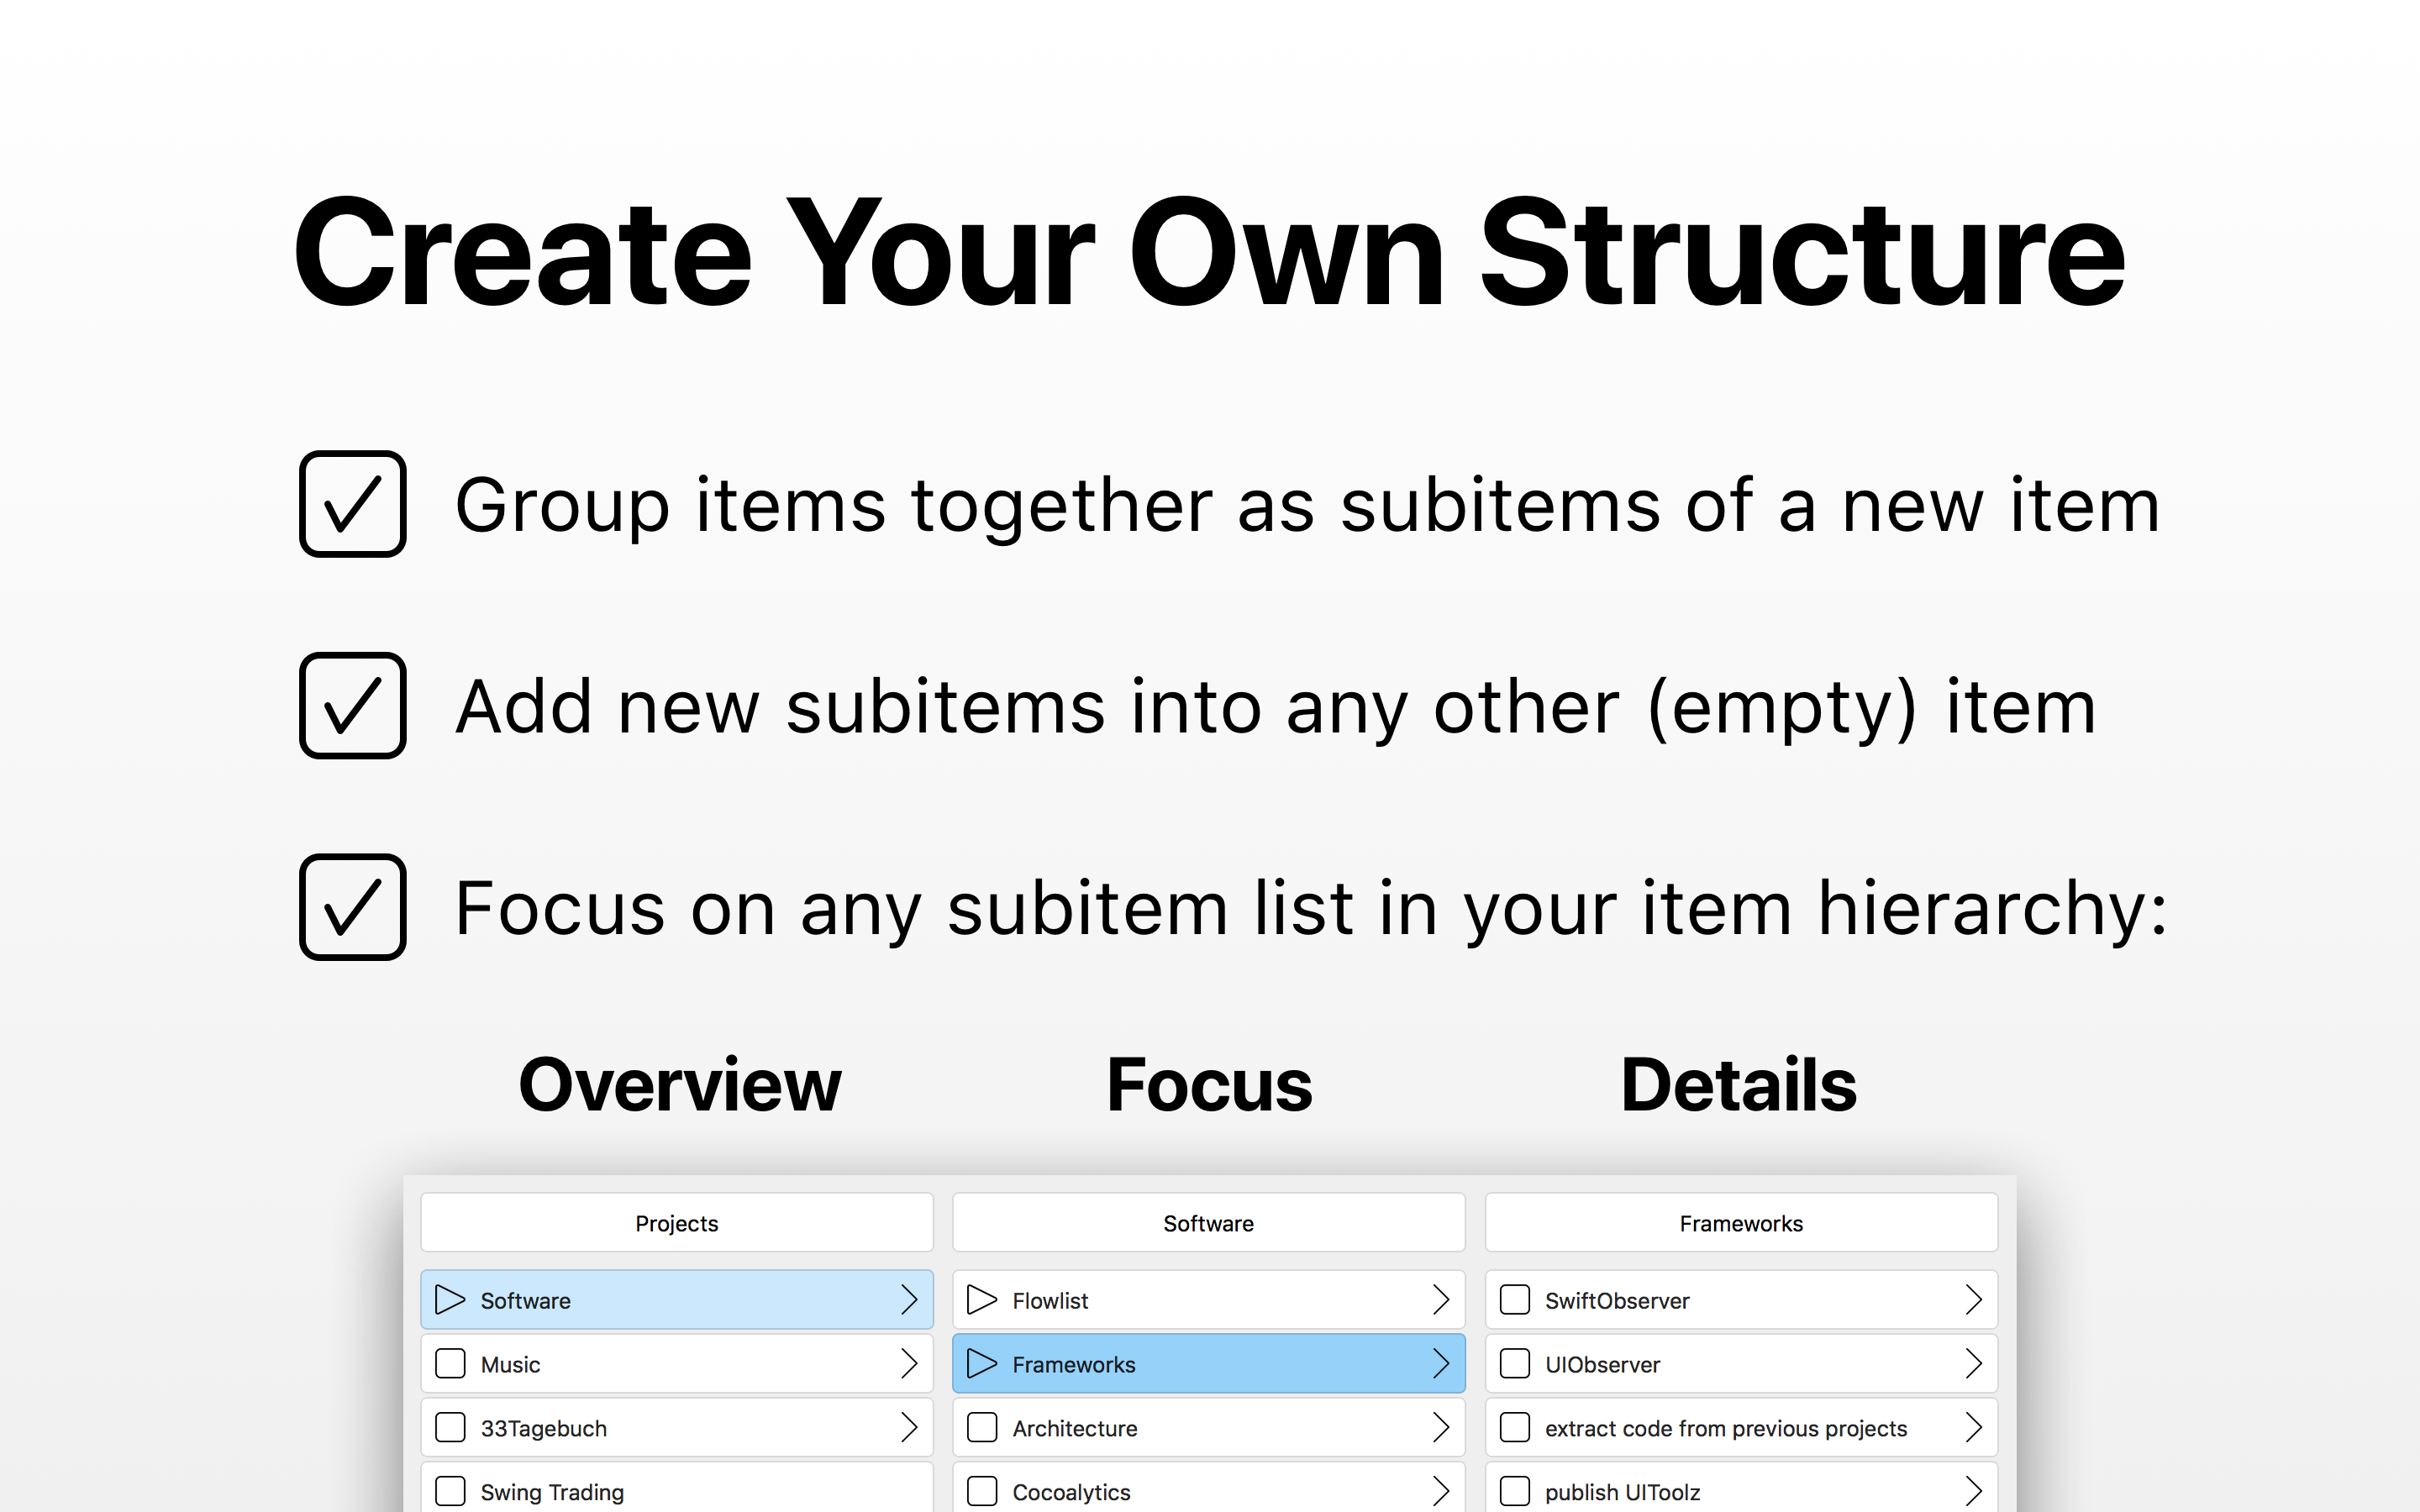 Create Your Own Structure
Group items together as subitems of a new item
Add new subitems into any other (empty) item
Focus on any subitem list in your item hierarchy:
Overview
Focus
Details
Projects
Software
Frameworks
Software
Flowlist
SwiftObserver
Music
Frameworks
UIObserver
33Tagebuch
Architecture
extract code from previous projects
Swing Trading
Cocoalytics
publish UIToolz